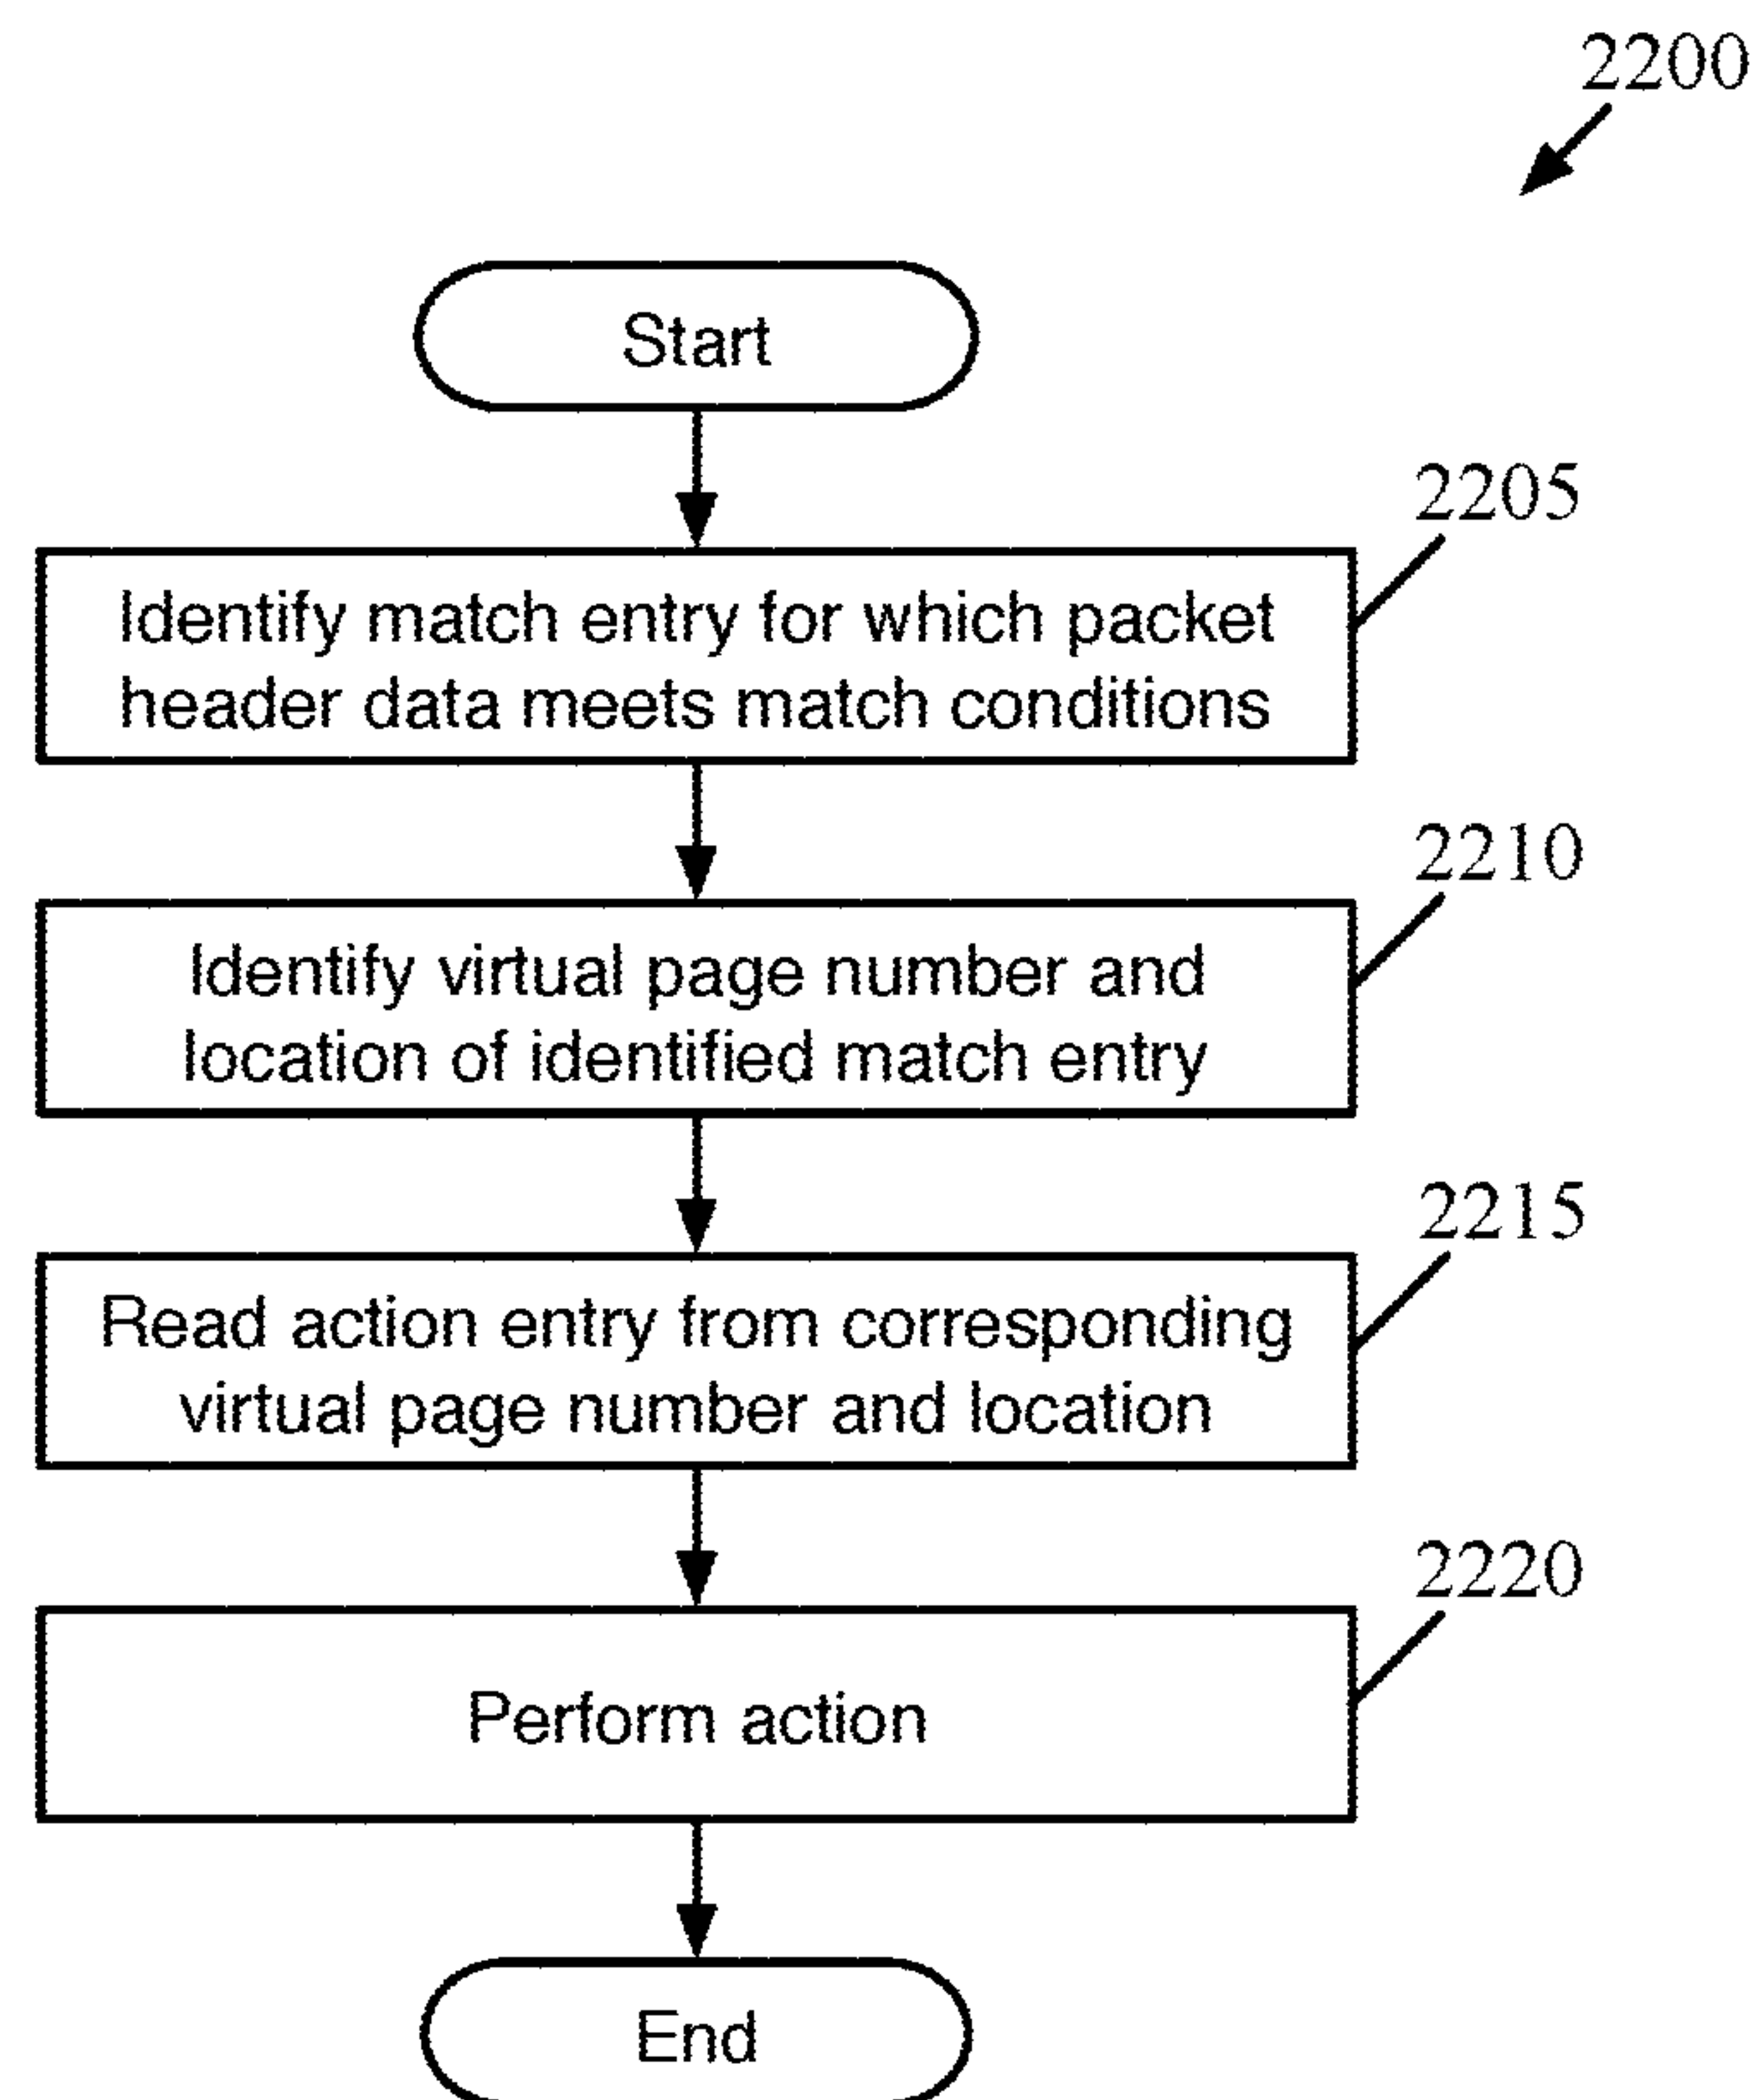 2200
Start
2205
Identify match entry for which packet
header data meets match conditions
2210
Identify virtual page number and
location of identified match entry
2215
Read action entry from corresponding
virtual page number and location
2220
Perform action
End